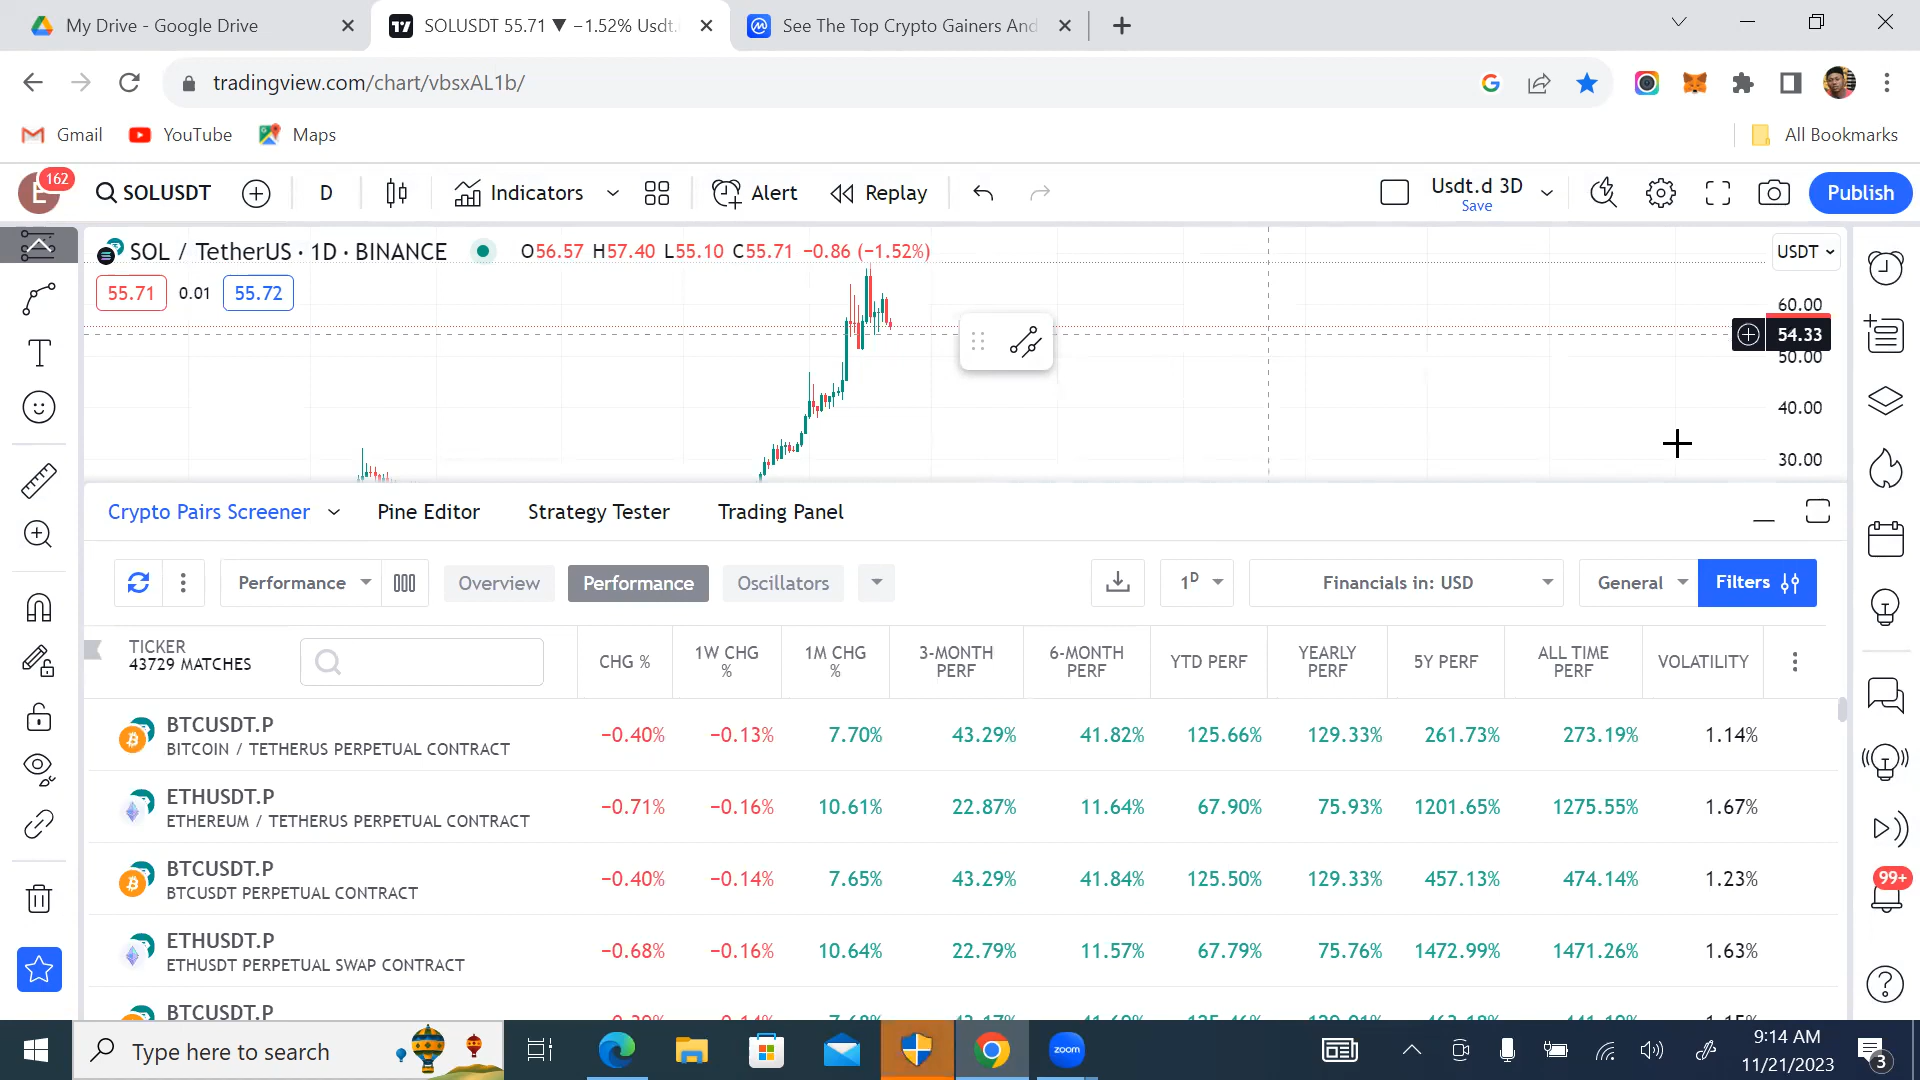 My Drive - Google Drive
SOLUSDT 55.71 ▼ −1.52% Usdt.
See The Top Crypto Gainers And
tradingview.com/chart/vbsxAL1b/
Gmail YouTube Maps All Bookmarks
E 162 SOLUSDT D Indicators Alert Replay Usdt.d 3D Save Publish
SOL / TetherUS · 1D · BINANCE O56.57 H57.40 L55.10 C55.71 −0.86 (−1.52%) USDT
55.71 0.01 55.72
60.00
54.33
50.00
40.00
30.00
Crypto Pairs Screener Pine Editor Strategy Tester Trading Panel
Performance Overview Performance Oscillators 1D Financials in: USD General Filters
TICKER
43729 MATCHES
CHG % 1W CHG % 1M CHG % 3-MONTH PERF 6-MONTH PERF YTD PERF YEARLY PERF 5Y PERF ALL TIME PERF VOLATILITY
BTCUSDT.P
BITCOIN / TETHERUS PERPETUAL CONTRACT
−0.40% −0.13% 7.70% 43.29% 41.82% 125.66% 129.33% 261.73% 273.19% 1.14%
ETHUSDT.P
ETHEREUM / TETHERUS PERPETUAL CONTRACT
−0.71% −0.16% 10.61% 22.87% 11.64% 67.90% 75.93% 1201.65% 1275.55% 1.67%
BTCUSDT.P
BTCUSDT PERPETUAL CONTRACT
−0.40% −0.14% 7.65% 43.29% 41.84% 125.50% 129.33% 457.13% 474.14% 1.23%
ETHUSDT.P
ETHUSDT PERPETUAL SWAP CONTRACT
−0.68% −0.16% 10.64% 22.79% 11.57% 67.79% 75.76% 1472.99% 1471.26% 1.63%
BTCUSDT.P
99+
Type here to search
zoom
9:14 AM
11/21/2023
3